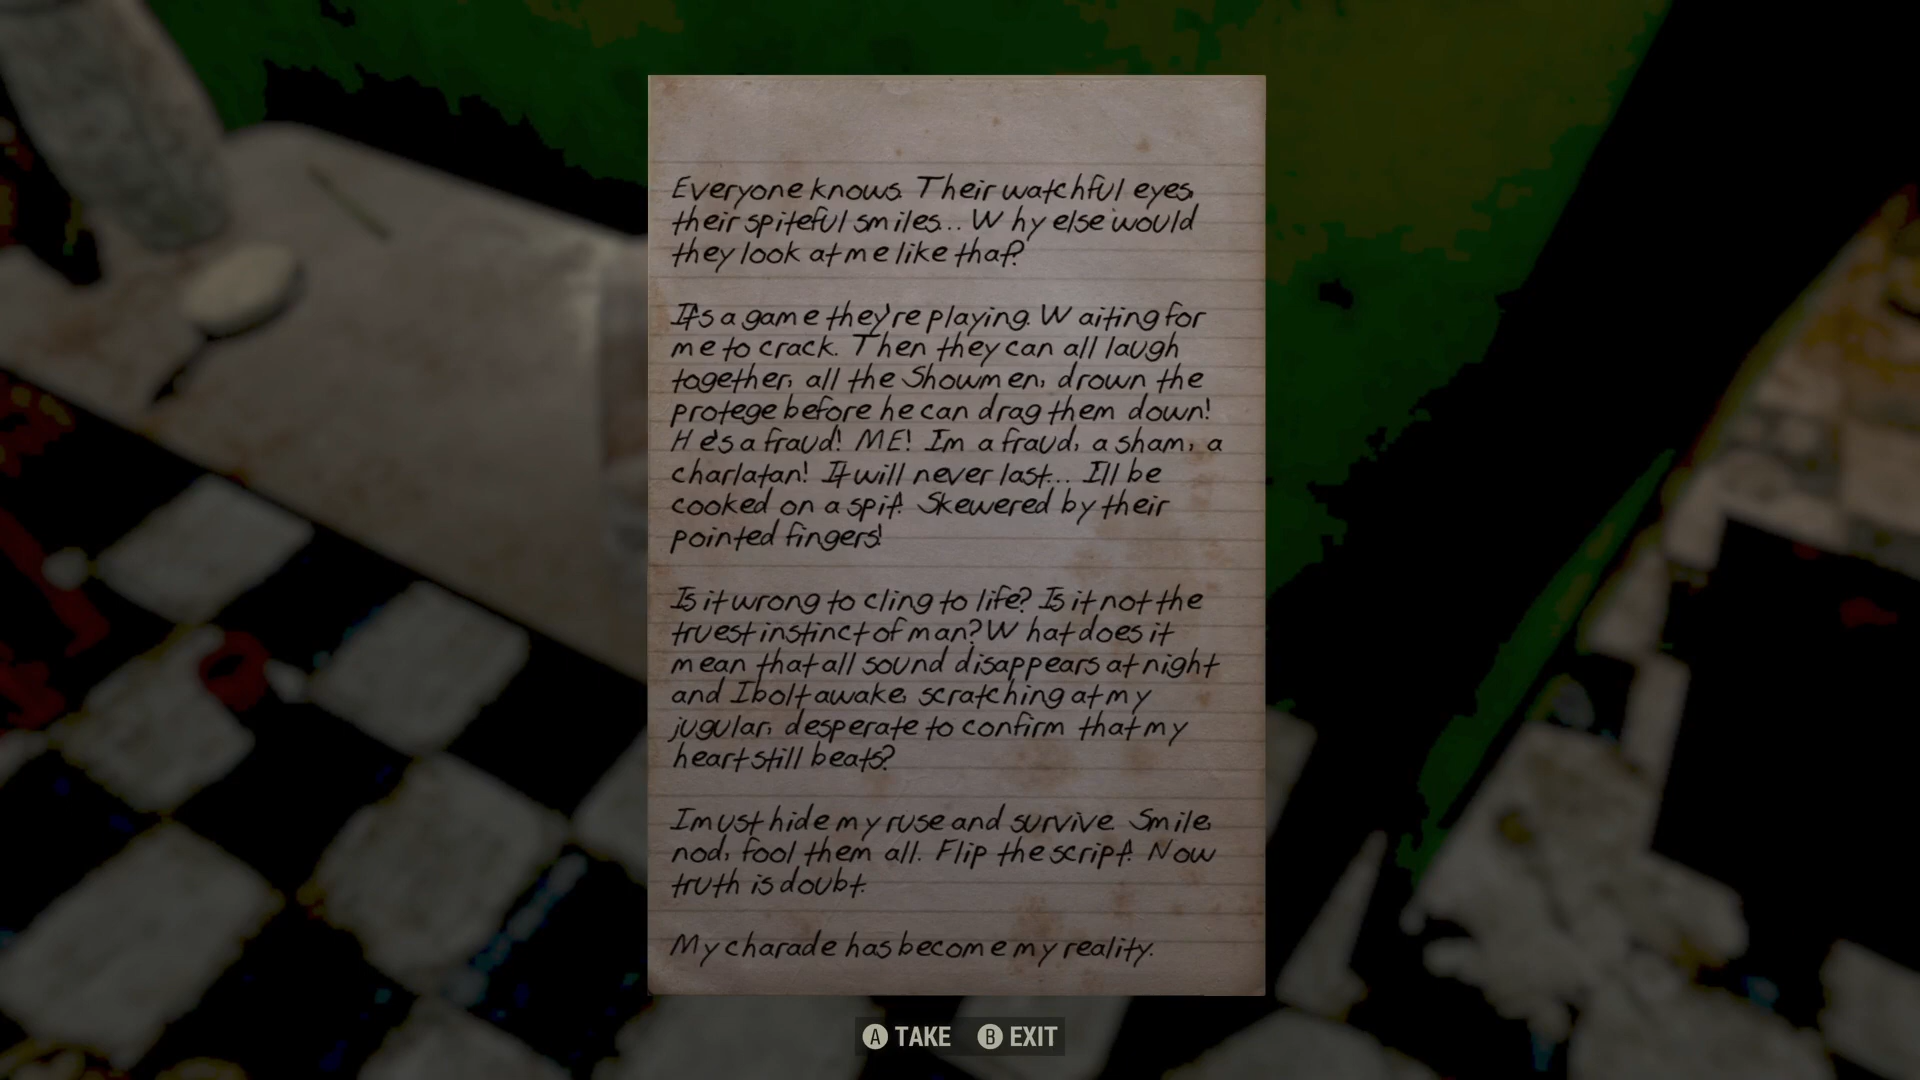 Everyone knows. Their watchful eyes,
their spiteful smiles... Why else would
they look at me like that?
It's a game they're playing. Waiting for
me to crack. Then they can all laugh
together, all the Showmen, drown the
protege before he can drag them down!
He's a fraud! ME! I'm a fraud, a sham, a
charlatan! It will never last... I'll be
cooked on a spit. Skewered by their
pointed fingers!
Is it wrong to cling to life? Is it not the
truest instinct of man? What does it
mean that all sound disappears at night
and I bolt awake, scratching at my
jugular, desperate to confirm that my
heart still beats?
I must hide my ruse and survive. Smile,
nod, fool them all. Flip the script. Now
truth is doubt.
My charade has become my reality.
A TAKE B EXIT